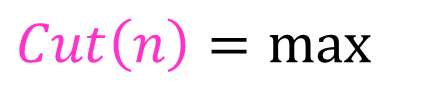 Cut(n) = max